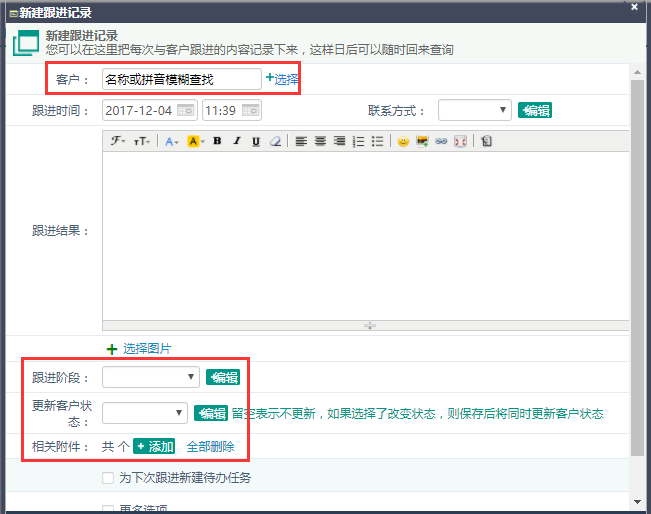 新建跟进记录
新建跟进记录
您可以在这里把每次与客户跟进的内容记录下来，这样日后可以随时回来查询
客户： 名称或拼音模糊查找 +选择
跟进时间： 2017-12-04 11:39 联系方式： 编辑
跟进结果：
选择图片
跟进阶段： 编辑
更新客户状态： 编辑 留空表示不更新，如果选择了改变状态，则保存后将同时更新客户状态
相关附件： 共 个 + 添加 全部删除
为下次跟进新建待办任务
更多选项